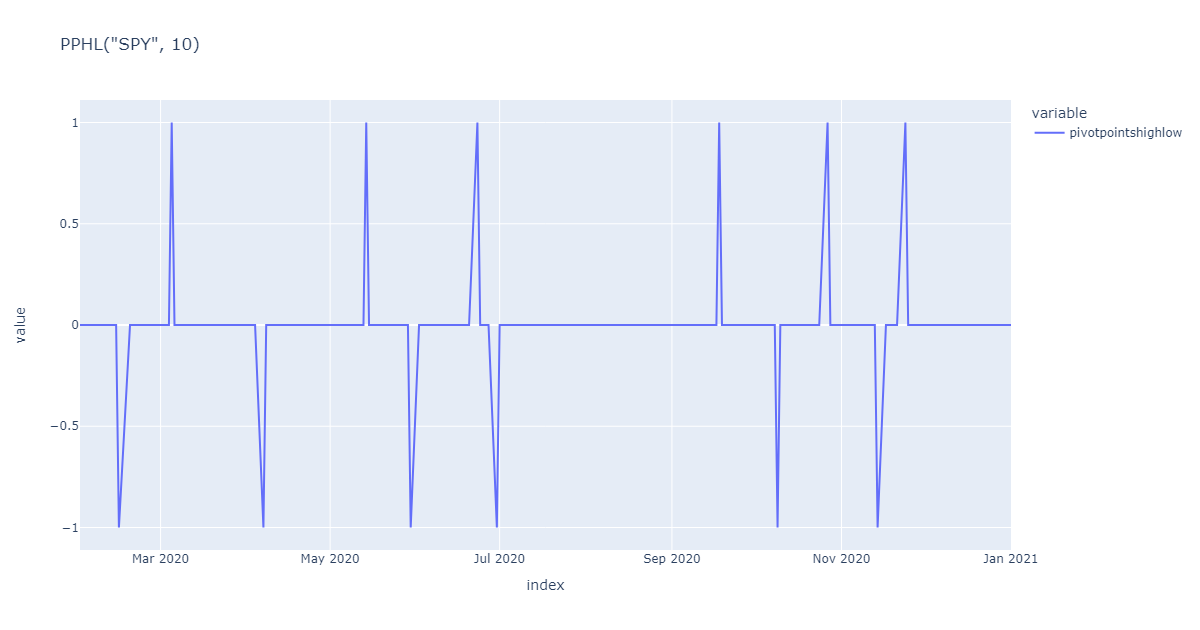 PPHL("SPY", 10)
variable
pivotpointshighlow
1
0.5
0
−0.5
−1
value
Mar 2020
May 2020
Jul 2020
Sep 2020
Nov 2020
Jan 2021
index